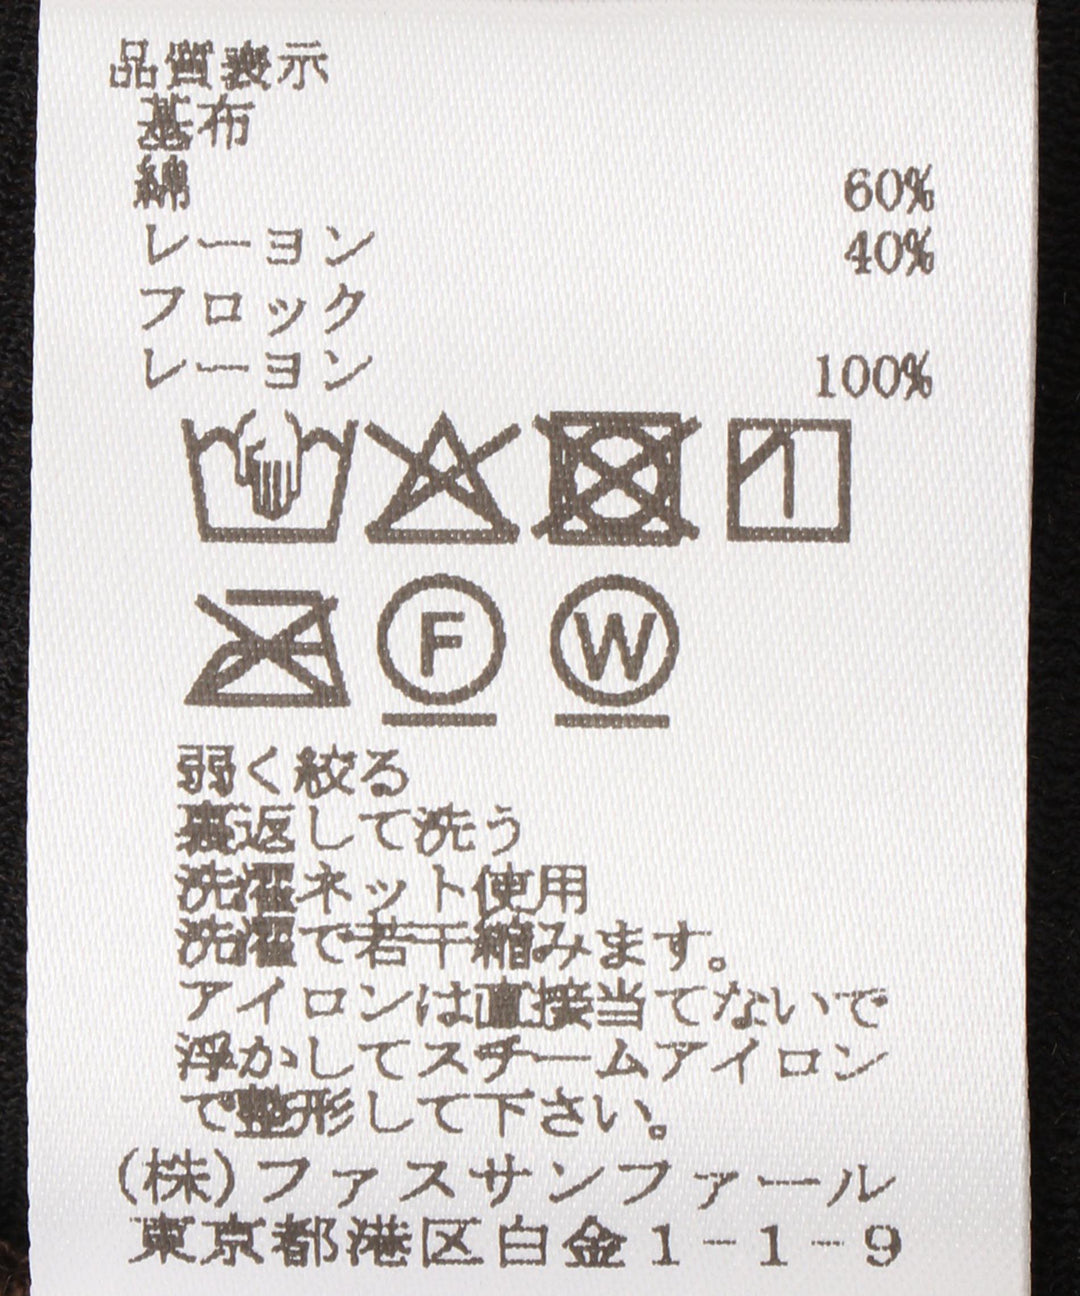 品質表示
基布
綿 60%
レーヨン 40%
フロック
レーヨン 100%
F W
弱く絞る
裏返して洗う
洗濯ネット使用
洗濯で若干縮みます。
アイロンは直接当てないで
浮かしてスチームアイロン
で整形して下さい。
(株)ファスサンファール
東京都港区白金1-1-9